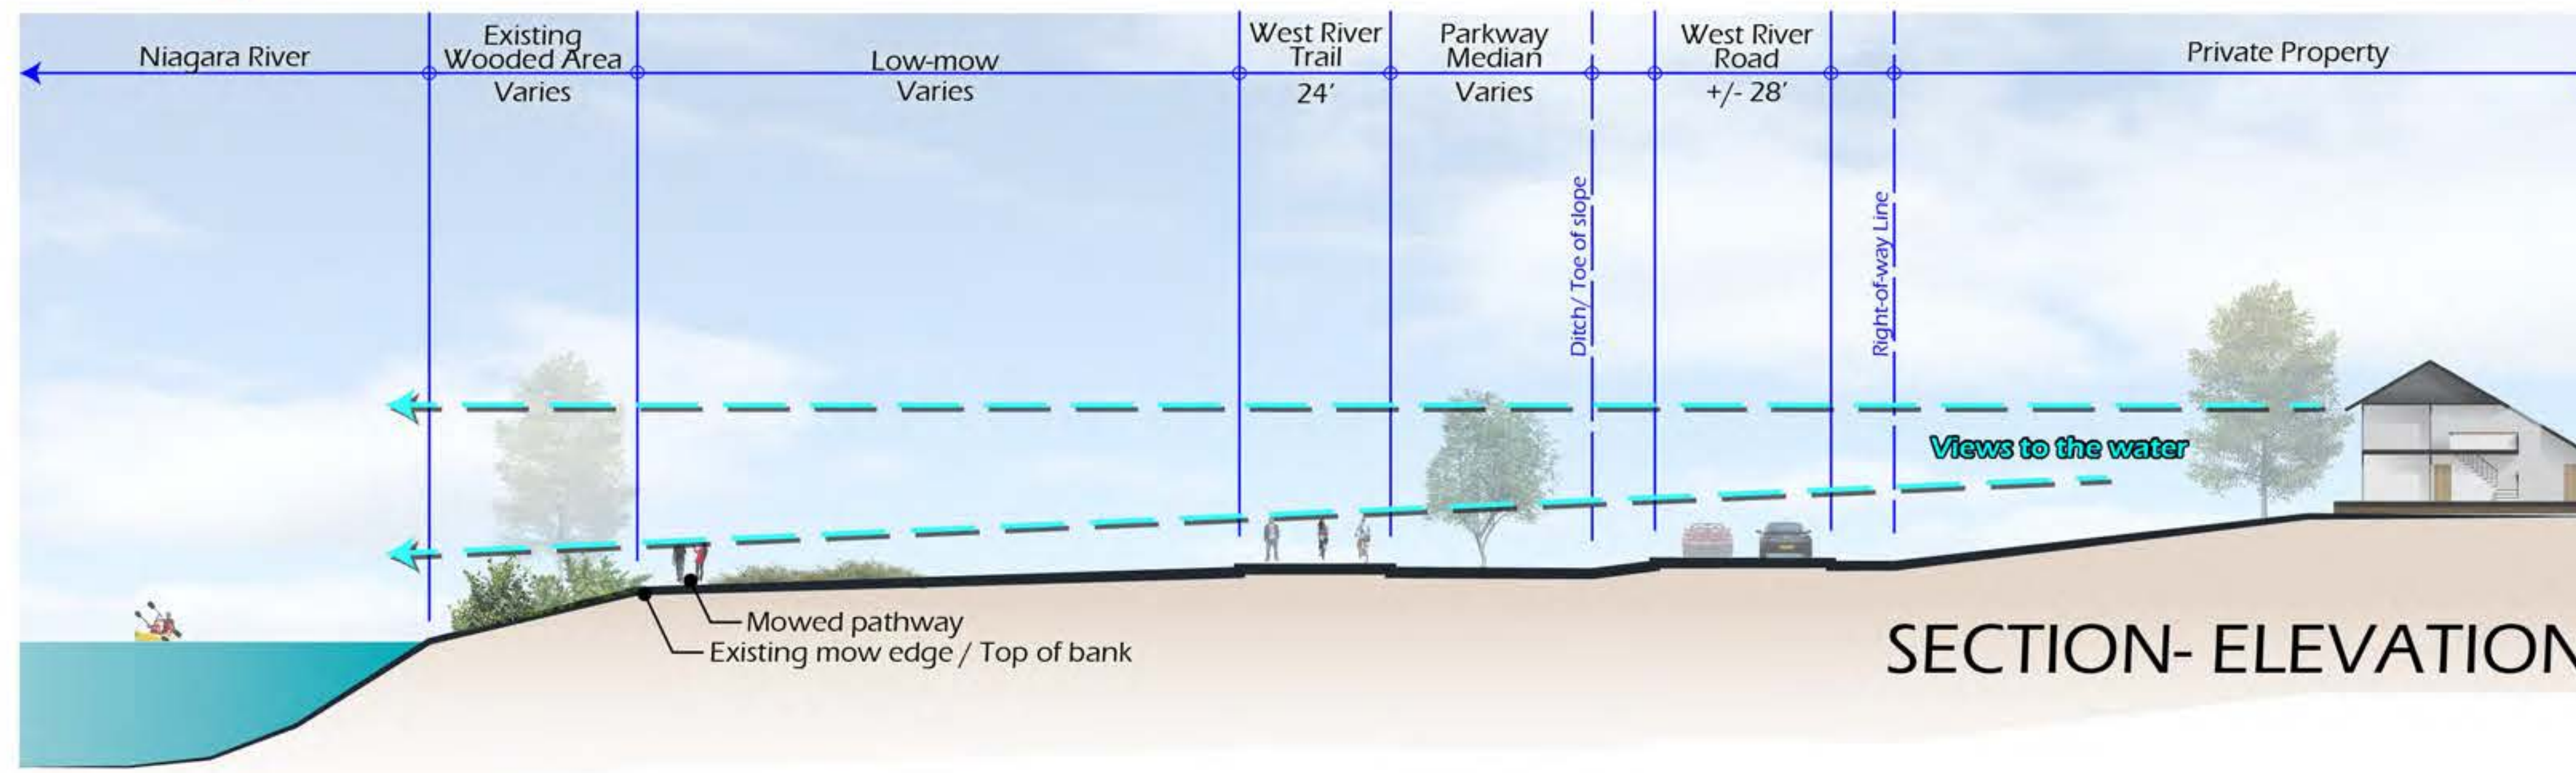 Niagara River
Existing
Wooded Area
Varies
Low-mow
Varies
West River
Trail
24'
Parkway
Median
Varies
West River
Road
+/- 28'
Private Property
Ditch/ Toe of slope
Right-of-way Line
Views to the water
Mowed pathway
Existing mow edge / Top of bank
SECTION- ELEVATION